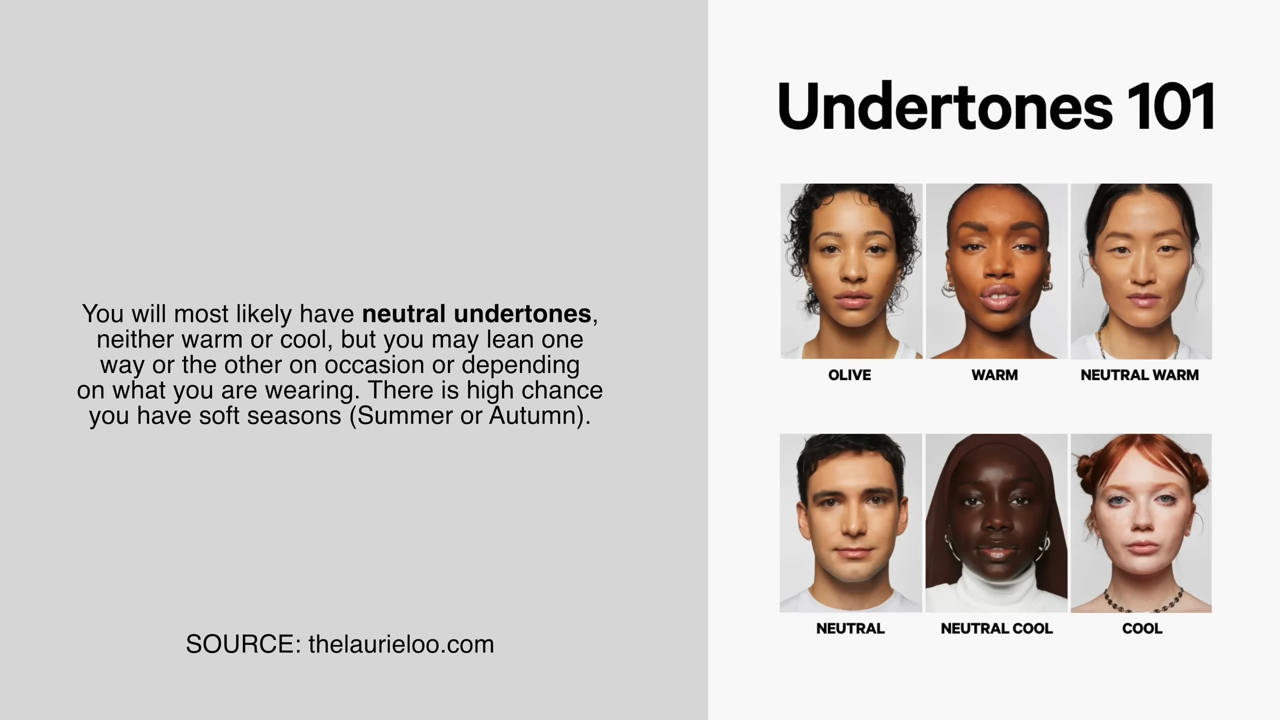 You will most likely have neutral undertones,
neither warm or cool, but you may lean one
way or the other on occasion or depending
on what you are wearing. There is high chance
you have soft seasons (Summer or Autumn).
SOURCE: thelaurieloo.com
Undertones 101
OLIVE
WARM
NEUTRAL WARM
NEUTRAL
NEUTRAL COOL
COOL